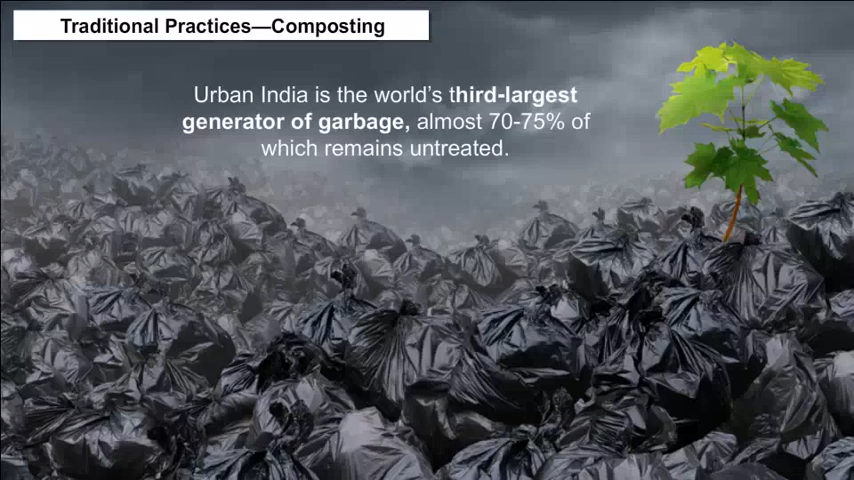 Traditional Practices—Composting
Urban India is the world’s third-largest
generator of garbage, almost 70-75% of
which remains untreated.